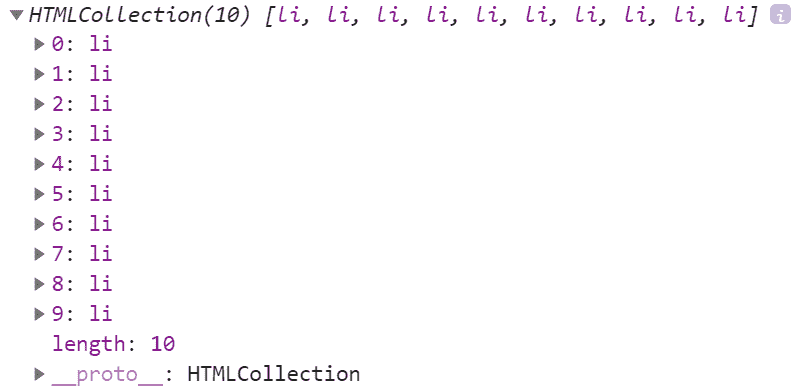 HTMLCollection(10) [li, li, li, li, li, li, li, li, li, li] i
0: li
1: li
2: li
3: li
4: li
5: li
6: li
7: li
8: li
9: li
length: 10
__proto__: HTMLCollection